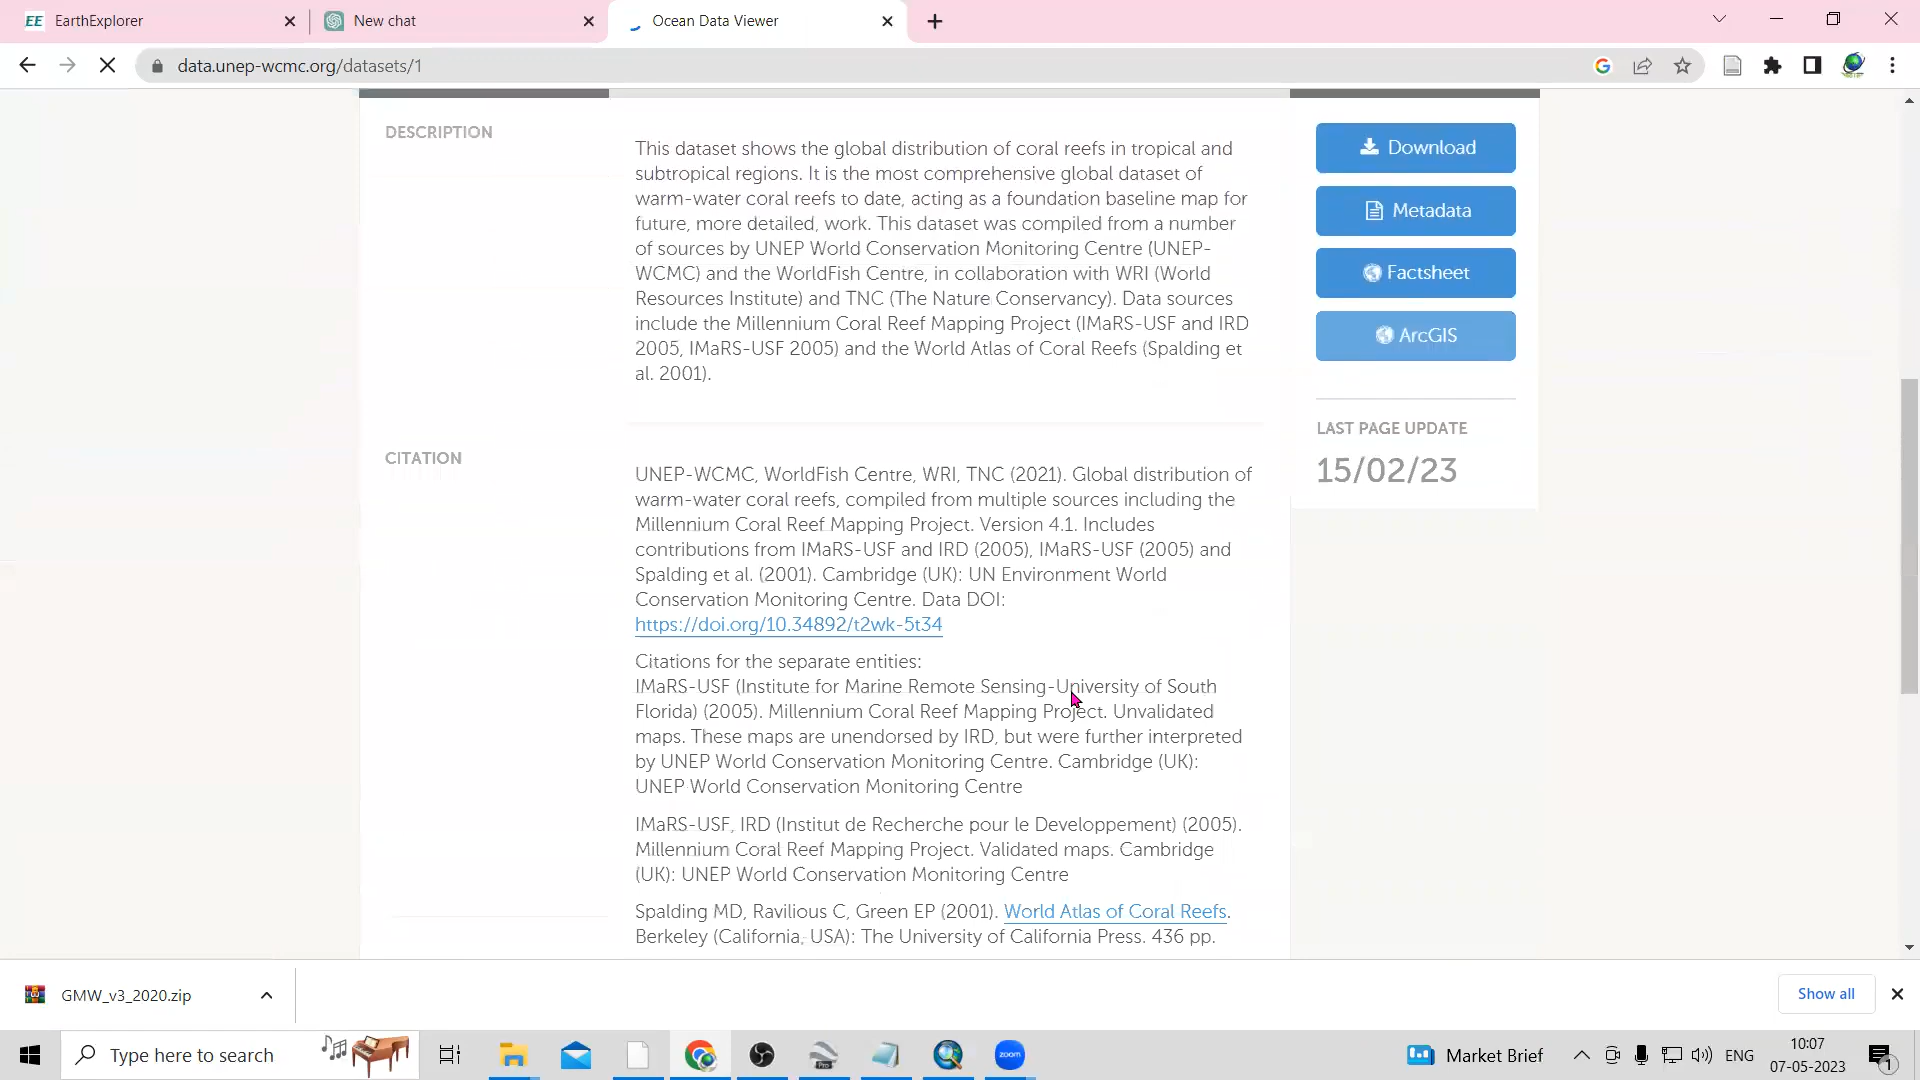 EarthExplorer
New chat
Ocean Data Viewer
data.unep-wcmc.org/datasets/1
DESCRIPTION
This dataset shows the global distribution of coral reefs in tropical and
subtropical regions. It is the most comprehensive global dataset of
warm-water coral reefs to date, acting as a foundation baseline map for
future, more detailed, work. This dataset was compiled from a number
of sources by UNEP World Conservation Monitoring Centre (UNEP-
WCMC) and the WorldFish Centre, in collaboration with WRI (World
Resources Institute) and TNC (The Nature Conservancy). Data sources
include the Millennium Coral Reef Mapping Project (IMaRS-USF and IRD
2005, IMaRS-USF 2005) and the World Atlas of Coral Reefs (Spalding et
al. 2001).
Download
Metadata
Factsheet
ArcGIS
LAST PAGE UPDATE
15/02/23
CITATION
UNEP-WCMC, WorldFish Centre, WRI, TNC (2021). Global distribution of
warm-water coral reefs, compiled from multiple sources including the
Millennium Coral Reef Mapping Project. Version 4.1. Includes
contributions from IMaRS-USF and IRD (2005), IMaRS-USF (2005) and
Spalding et al. (2001). Cambridge (UK): UN Environment World
Conservation Monitoring Centre. Data DOI:
https://doi.org/10.34892/t2wk-5t34
Citations for the separate entities:
IMaRS-USF (Institute for Marine Remote Sensing-University of South
Florida) (2005). Millennium Coral Reef Mapping Project. Unvalidated
maps. These maps are unendorsed by IRD, but were further interpreted
by UNEP World Conservation Monitoring Centre. Cambridge (UK):
UNEP World Conservation Monitoring Centre
IMaRS-USF, IRD (Institut de Recherche pour le Developpement) (2005).
Millennium Coral Reef Mapping Project. Validated maps. Cambridge
(UK): UNEP World Conservation Monitoring Centre
Spalding MD, Ravilious C, Green EP (2001). World Atlas of Coral Reefs.
Berkeley (California, USA): The University of California Press. 436 pp.
GMW_v3_2020.zip
Show all
Type here to search
Pro
zoom
Market Brief
ENG
10:07
07-05-2023
1